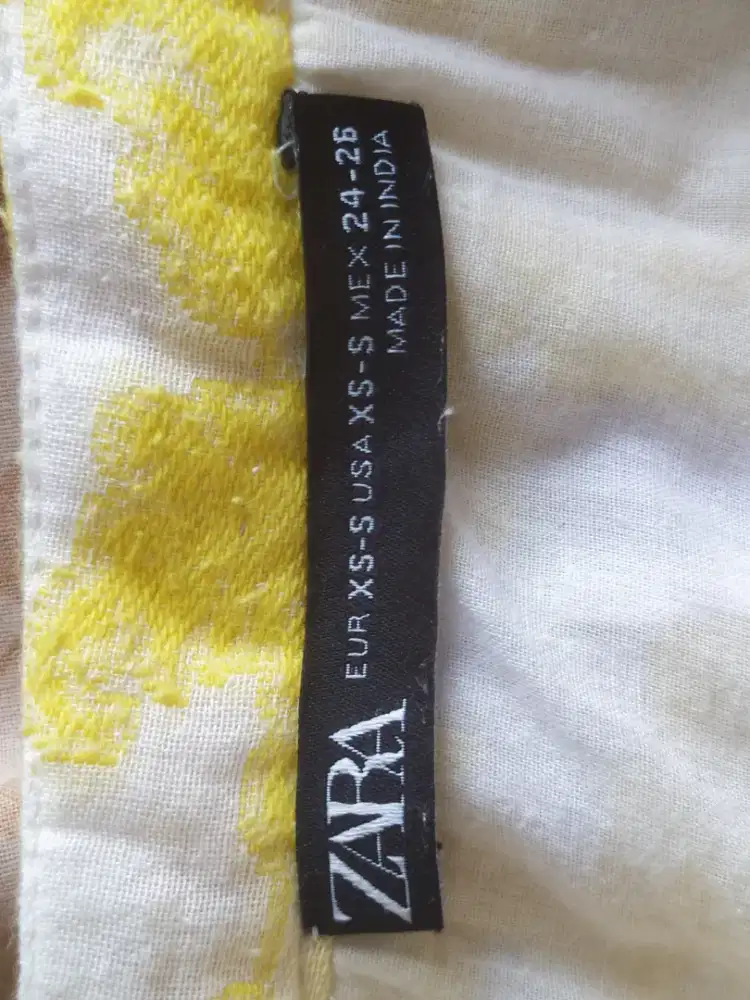 ZARA
EUR XS-S USA XS-S MEX 24-26
MADE IN INDIA